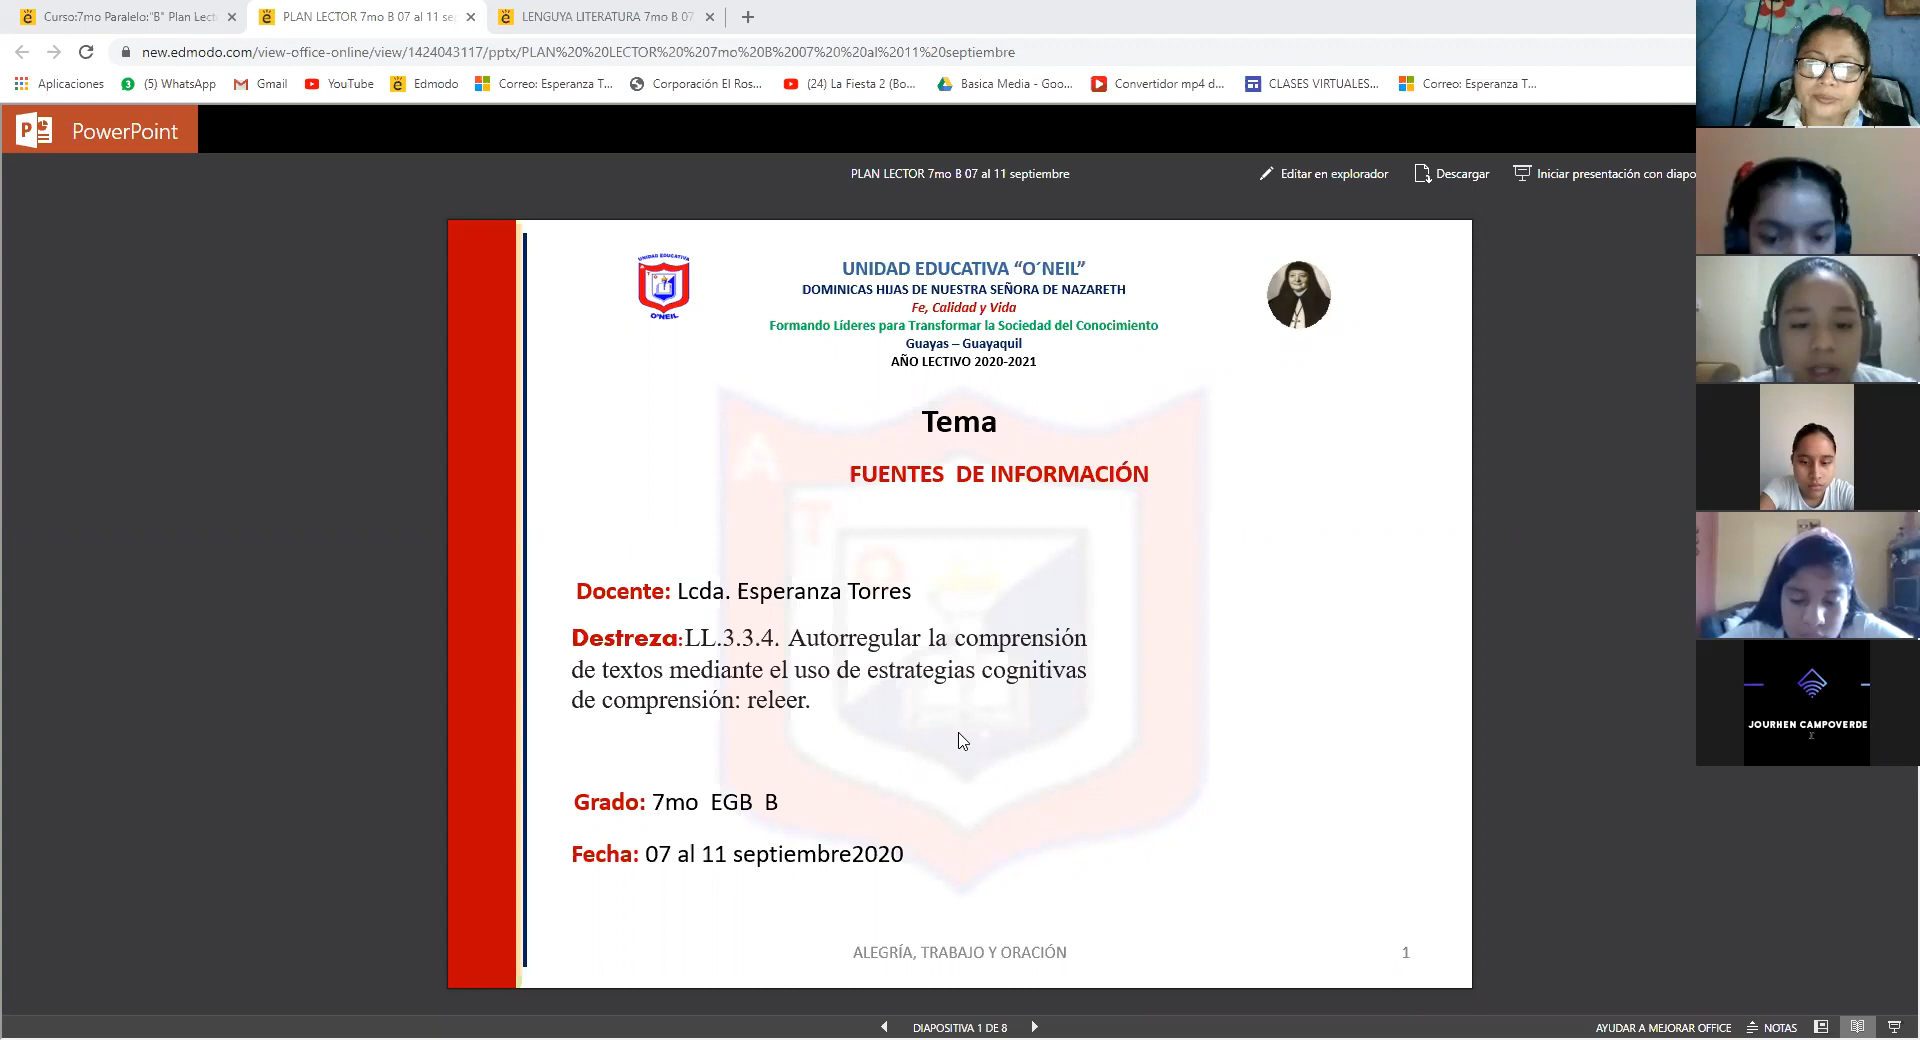 Curso:7mo Paralelo:"B" Plan Lect
PLAN LECTOR 7mo B 07 al 11 se
LENGUYA LITERATURA 7mo B 07
new.edmodo.com/view-office-online/view/1424043117/pptx/PLAN%20%20LECTOR%20%207mo%20B%2007%20%20al%2011%20septiembre
Aplicaciones
(5) WhatsApp
Gmail
YouTube
Edmodo
Correo: Esperanza T...
Corporación El Ros...
(24) La Fiesta 2 (Bo...
Basica Media - Goo...
Convertidor mp4 d...
CLASES VIRTUALES...
Correo: Esperanza T...
PowerPoint
PLAN LECTOR 7mo B 07 al 11 septiembre
Editar en explorador
Descargar
Iniciar presentación con diapo
UNIDAD EDUCATIVA
O'NEIL
UNIDAD EDUCATIVA “O´NEIL”
DOMINICAS HIJAS DE NUESTRA SEÑORA DE NAZARETH
Fe, Calidad y Vida
Formando Líderes para Transformar la Sociedad del Conocimiento
Guayas – Guayaquil
AÑO LECTIVO 2020-2021
A
T
O
Tema
FUENTES  DE INFORMACIÓN
Docente: Lcda. Esperanza Torres
Destreza:LL.3.3.4. Autorregular la comprensión
de textos mediante el uso de estrategias cognitivas
de comprensión: releer.
Grado: 7mo  EGB  B
Fecha: 07 al 11 septiembre2020
ALEGRÍA, TRABAJO Y ORACIÓN
1
JOURHEN CAMPOVERDE
DIAPOSITIVA 1 DE 8
AYUDAR A MEJORAR OFFICE
NOTAS